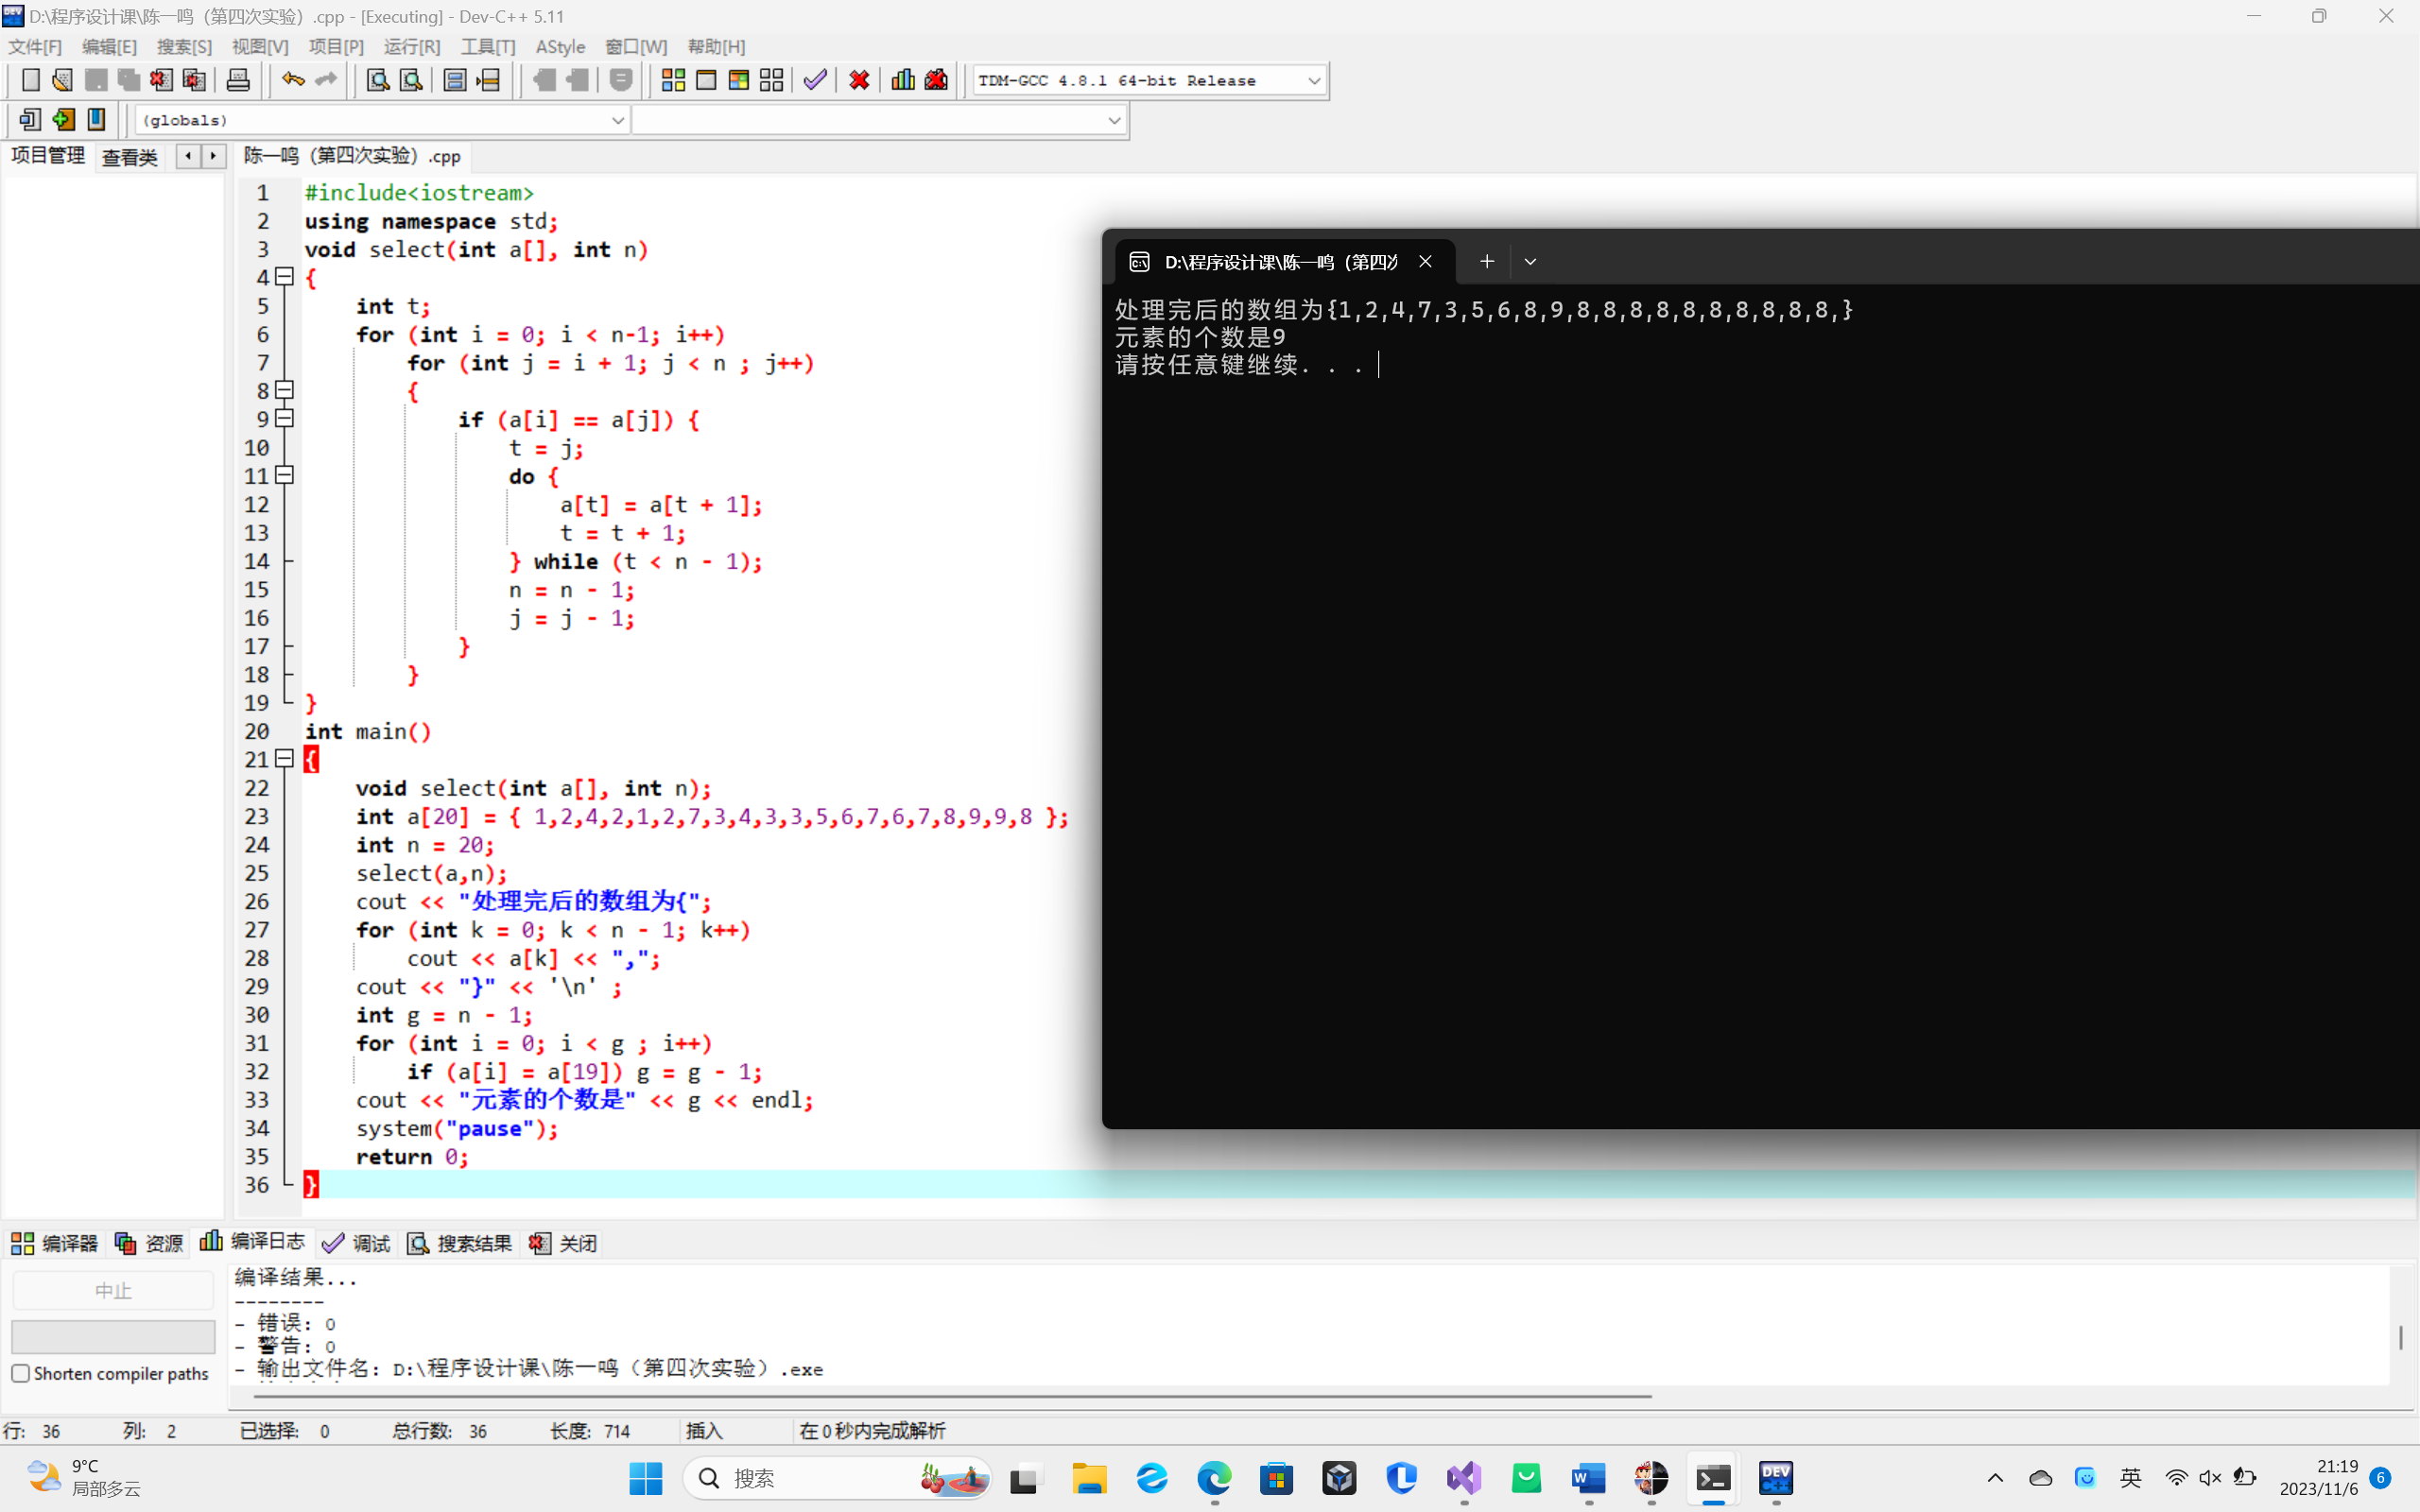 D:\程序设计课\陈一鸣（第四次实验）.cpp - [Executing] - Dev-C++ 5.11
文件[F] 编辑[E] 搜索[S] 视图[V] 项目[P] 运行[R] 工具[T] AStyle 窗口[W] 帮助[H]
TDM-GCC 4.8.1 64-bit Release
(globals)
项目管理 查看类 陈一鸣（第四次实验）.cpp
1 #include<iostream>
2 using namespace std;
3 void select(int a[], int n)
4 {
5 int t;
6 for (int i = 0; i < n-1; i++)
7 for (int j = i + 1; j < n ; j++)
8 {
9 if (a[i] == a[j]) {
10 t = j;
11 do {
12 a[t] = a[t + 1];
13 t = t + 1;
14 } while (t < n - 1);
15 n = n - 1;
16 j = j - 1;
17 }
18 }
19 }
20 int main()
21 {
22 void select(int a[], int n);
23 int a[20] = { 1,2,4,2,1,2,7,3,4,3,3,5,6,7,6,7,8,9,9,8 };
24 int n = 20;
25 select(a,n);
26 cout << "处理完后的数组为{";
27 for (int k = 0; k < n - 1; k++)
28 cout << a[k] << ",";
29 cout << "}" << '\n' ;
30 int g = n - 1;
31 for (int i = 0; i < g ; i++)
32 if (a[i] = a[19]) g = g - 1;
33 cout << "元素的个数是" << g << endl;
34 system("pause");
35 return 0;
36 }
D:\程序设计课\陈一鸣（第四次
处理完后的数组为{1,2,4,7,3,5,6,8,9,8,8,8,8,8,8,8,8,8,8,}
元素的个数是9
请按任意键继续. . .
编译器 资源 编译日志 调试 搜索结果 关闭
中止
Shorten compiler paths
编译结果...
--------
- 错误: 0
- 警告: 0
- 输出文件名: D:\程序设计课\陈一鸣（第四次实验）.exe
行: 36 列: 2 已选择: 0 总行数: 36 长度: 714 插入 在 0 秒内完成解析
9°C
局部多云
搜索
英
21:19
2023/11/6
6